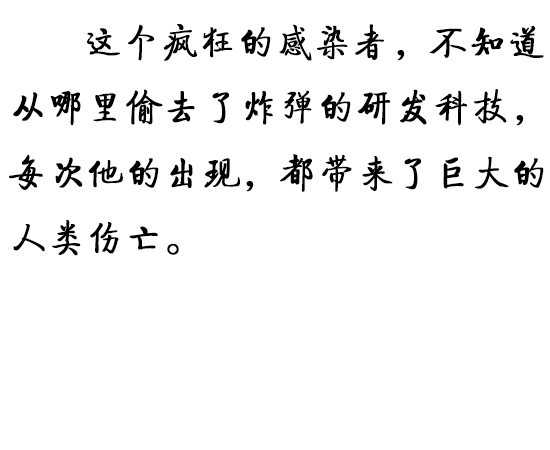 这个疯狂的感染者，不知道
从哪里偷去了炸弹的研发科技，
每次他的出现，都带来了巨大的
人类伤亡。